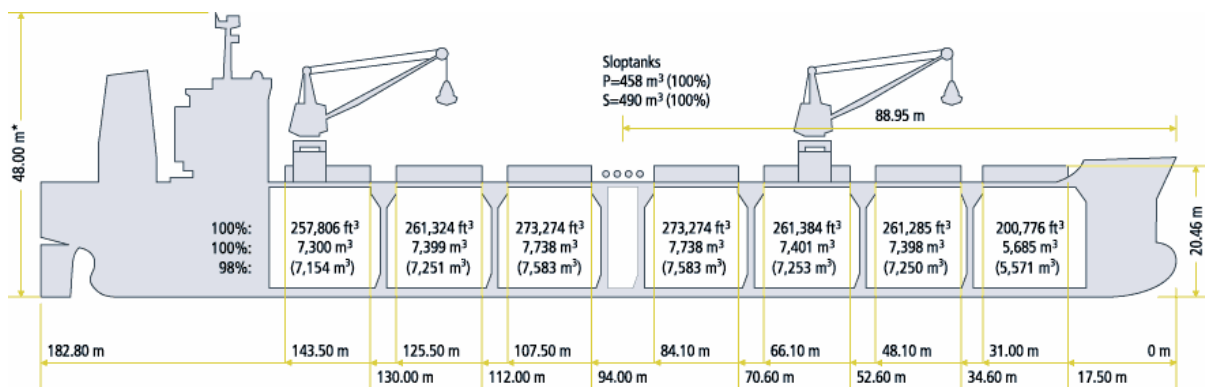 Sloptanks
P=458 m³ (100%)
S=490 m³ (100%)
88.95 m
48.00 m*
20.46 m
100%: 257,806 ft³ 261,324 ft³ 273,274 ft³ 273,274 ft³ 261,384 ft³ 261,285 ft³ 200,776 ft³
100%: 7,300 m³ 7,399 m³ 7,738 m³ 7,738 m³ 7,401 m³ 7,398 m³ 5,685 m³
98%: (7,154 m³) (7,251 m³) (7,583 m³) (7,583 m³) (7,253 m³) (7,250 m³) (5,571 m³)
182.80 m 143.50 m 125.50 m 107.50 m 84.10 m 66.10 m 48.10 m 31.00 m 0 m
130.00 m 112.00 m 94.00 m 70.60 m 52.60 m 34.60 m 17.50 m